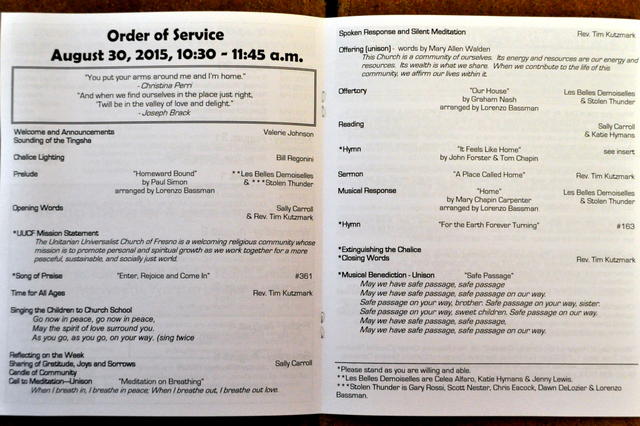 Order of Service
August 30, 2015, 10:30 - 11:45 a.m.
"You put your arms around me and I'm home."
- Christina Perri
"And when we find ourselves in the place just right,
'Twill be in the valley of love and delight."
- Joseph Brack
Welcome and Announcements Valerie Johnson
Sounding of the Tingsha
Chalice Lighting Bill Regonini
Prelude "Homeward Bound" **Les Belles Demoiselles
by Paul Simon & ***Stolen Thunder
arranged by Lorenzo Bassman
Opening Words Sally Carroll
& Rev. Tim Kutzmark
*UUCF Mission Statement
The Unitarian Universalist Church of Fresno is a welcoming religious community whose
mission is to promote personal and spiritual growth as we work together for a more
peaceful, sustainable, and socially just world.
*Song of Praise "Enter, Rejoice and Come In" #361
Time for All Ages Rev. Tim Kutzmark
Singing the Children to Church School
Go now in peace, go now in peace,
May the spirit of love surround you.
As you go, as you go, on your way. (sing twice
Reflecting on the Week
Sharing of Gratitude, Joys and Sorrows Sally Carroll
Candle of Community
Call to Meditation—Unison "Meditation on Breathing"
When I breath in, I breathe in peace; When I breathe out, I breathe out love.
Spoken Response and Silent Meditation Rev. Tim Kutzmark
Offering (unison) - words by Mary Allen Walden
This Church is a community of ourselves. Its energy and resources are our energy and
resources. Its wealth is what we share. When we contribute to the life of this
community, we affirm our lives within it.
Offertory "Our House" Les Belles Demoiselles
by Graham Nash & Stolen Thunder
arranged by Lorenzo Bassman
Reading Sally Carroll
& Katie Hymans
*Hymn "It Feels Like Home" see insert
by John Forster & Tom Chapin
Sermon "A Place Called Home" Rev. Tim Kutzmark
Musical Response "Home" Les Belles Demoiselles
by Mary Chapin Carpenter & Stolen Thunder
arranged by Lorenzo Bassman
*Hymn "For the Earth Forever Turning" #163
*Extinguishing the Chalice
*Closing Words Rev. Tim Kutzmark
*Musical Benediction - Unison "Safe Passage"
May we have safe passage, safe passage
May we have safe passage, safe passage on our way.
Safe passage on your way, brother. Safe passage on your way, sister.
Safe passage on your way, sweet children. Safe passage on our way.
May we have safe passage, safe passage,
May we have safe passage, safe passage on our way.
*Please stand as you are willing and able.
**Les Belles Demoiselles are Celea Alfaro, Katie Hymans & Jenny Lewis.
***Stolen Thunder is Gary Rossi, Scott Nester, Chris Eacock, Dawn DeLozier & Lorenzo
Bassman.